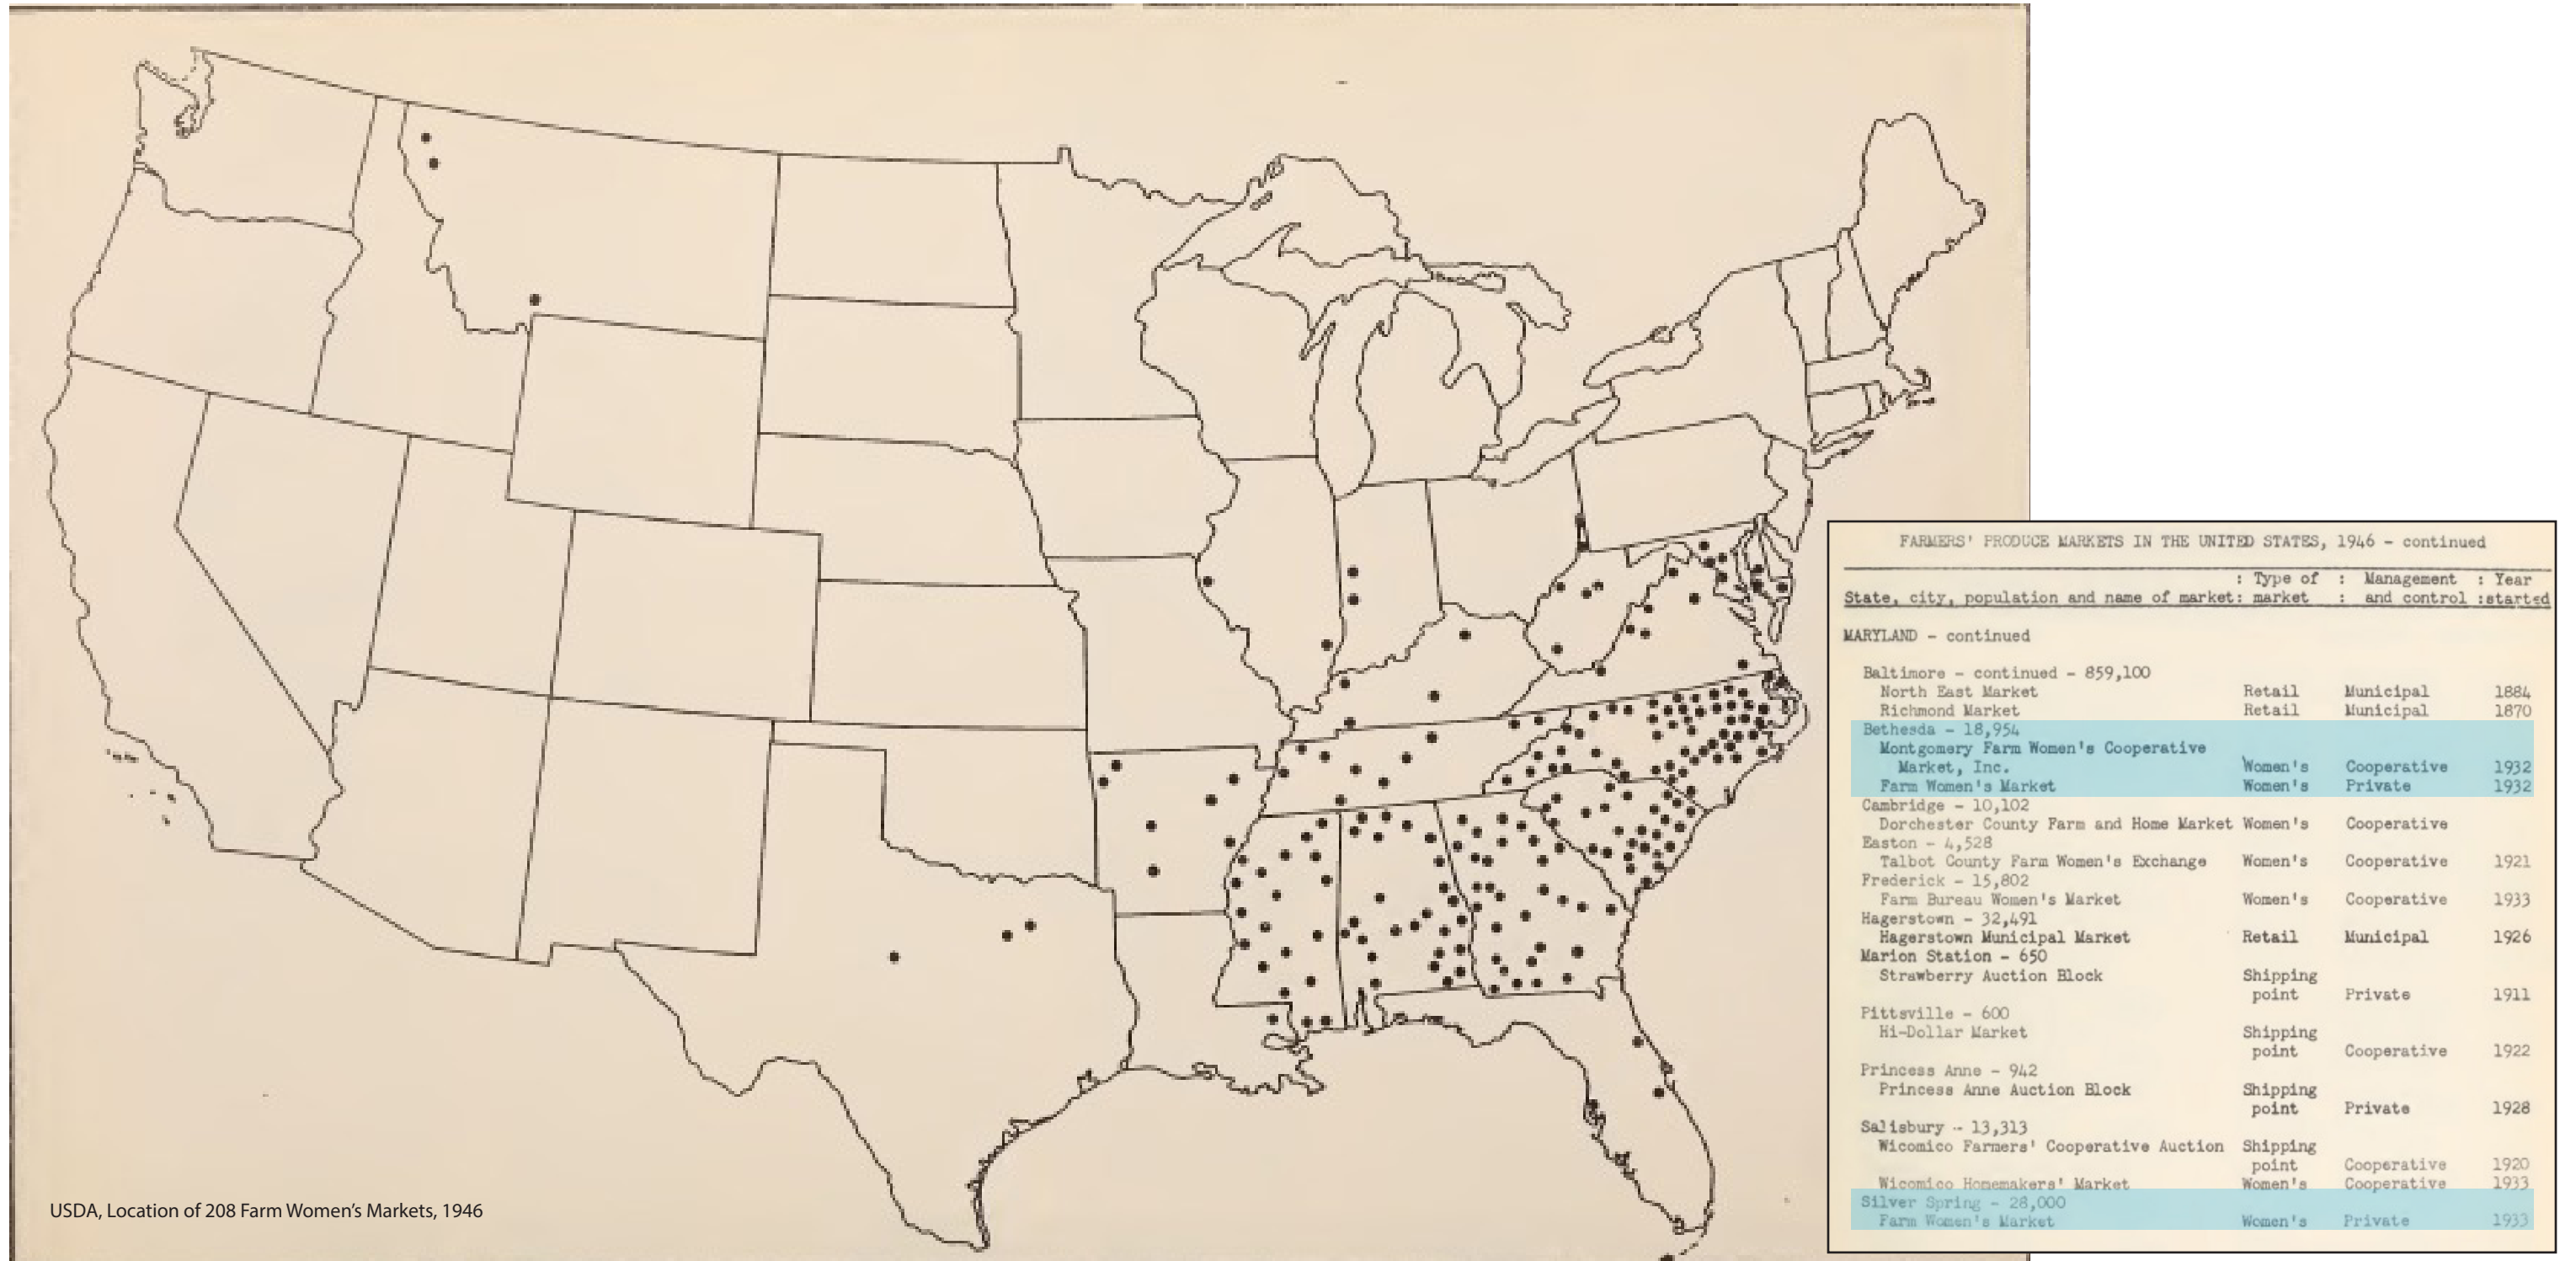 USDA, Location of 208 Farm Women's Markets, 1946
FARMERS' PRODUCE MARKETS IN THE UNITED STATES, 1946 - continued
: Type of : Management : Year
State, city, population and name of market: market : and control :started
MARYLAND - continued
Baltimore - continued - 859,100
North East Market Retail Municipal 1884
Richmond Market Retail Municipal 1870
Bethesda - 18,954
Montgomery Farm Women's Cooperative
Market, Inc. Women's Cooperative 1932
Farm Women's Market Women's Private 1932
Cambridge - 10,102
Dorchester County Farm and Home Market Women's Cooperative
Easton - 4,528
Talbot County Farm Women's Exchange Women's Cooperative 1921
Frederick - 15,802
Farm Bureau Women's Market Women's Cooperative 1933
Hagerstown - 32,491
Hagerstown Municipal Market Retail Municipal 1926
Marion Station - 650
Strawberry Auction Block Shipping
point Private 1911
Pittsville - 600
Hi-Dollar Market Shipping
point Cooperative 1922
Princess Anne - 942
Princess Anne Auction Block Shipping
point Private 1928
Salisbury - 13,313
Wicomico Farmers' Cooperative Auction Shipping
point Cooperative 1920
Wicomico Homemakers' Market Women's Cooperative 1933
Silver Spring - 28,000
Farm Women's Market Women's Private 1933